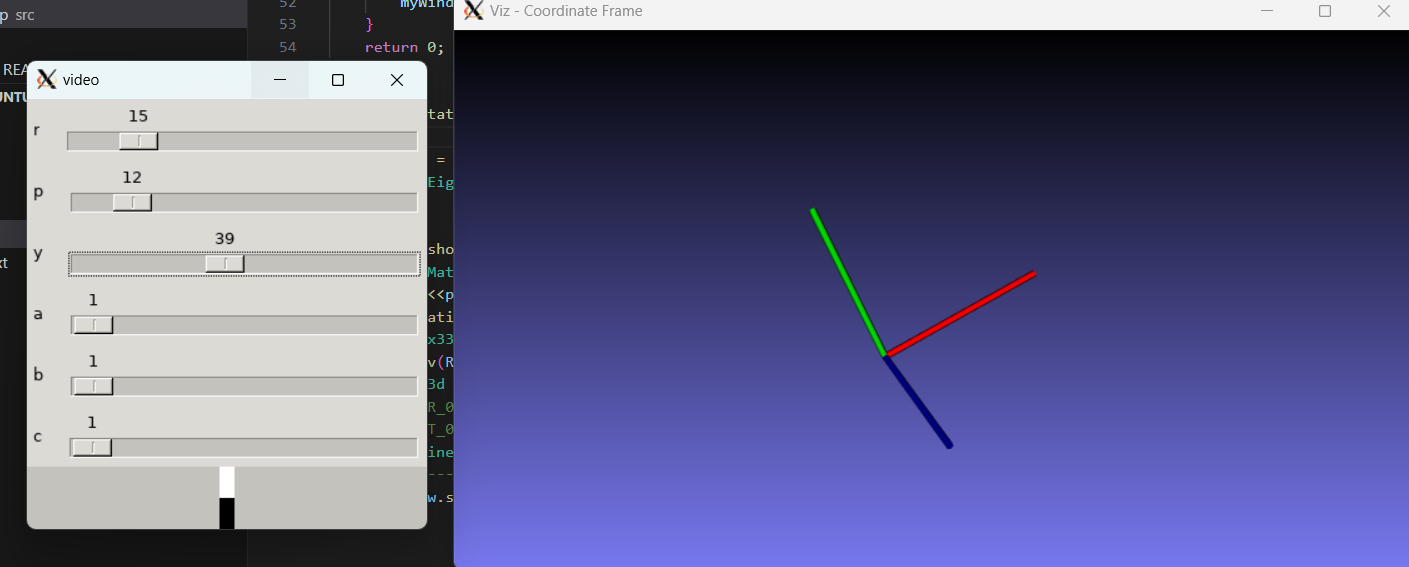 p src
52 myWind
53 }
54 return 0;
Viz - Coordinate Frame
REA
UNTU
video
15
r
12
p
39
y
1
a
1
b
1
c
xt
tat
=
Eig
sho
Mat
<<p
ati
x33
v(R
3d
R_0
T_0
ine
---
w.s